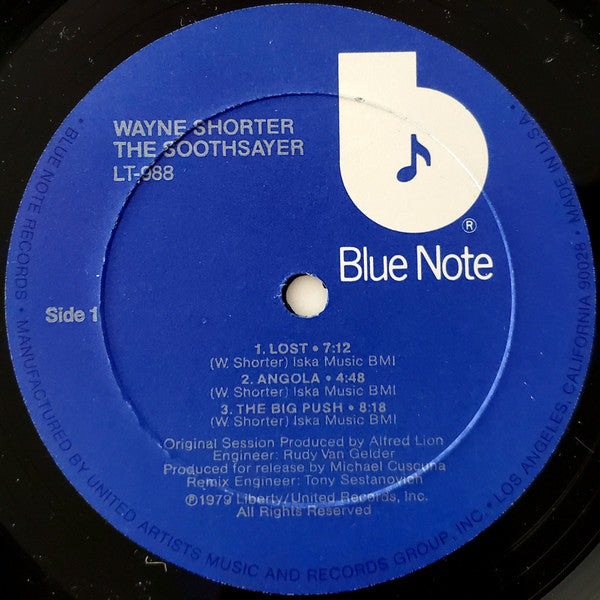 WAYNE SHORTER
THE SOOTHSAYER
LT-988
®
Blue Note
Side 1
1. LOST • 7:12
(W. Shorter) Iska Music BMI
2. ANGOLA • 4:48
(W. Shorter) Iska Music BMI
3. THE BIG PUSH • 8:18
(W. Shorter) Iska Music BMI
Original Session Produced by Alfred Lion
Engineer: Rudy Van Gelder
Produced for release by Michael Cuscuna
Remix Engineer: Tony Sestanovich
℗1979 Liberty/United Records, Inc.
All Rights Reserved
• BLUE NOTE RECORDS • MANUFACTURED BY UNITED ARTISTS MUSIC AND RECORDS GROUP, INC. • LOS ANGELES, CALIFORNIA 90028 • MADE IN U.S.A. •